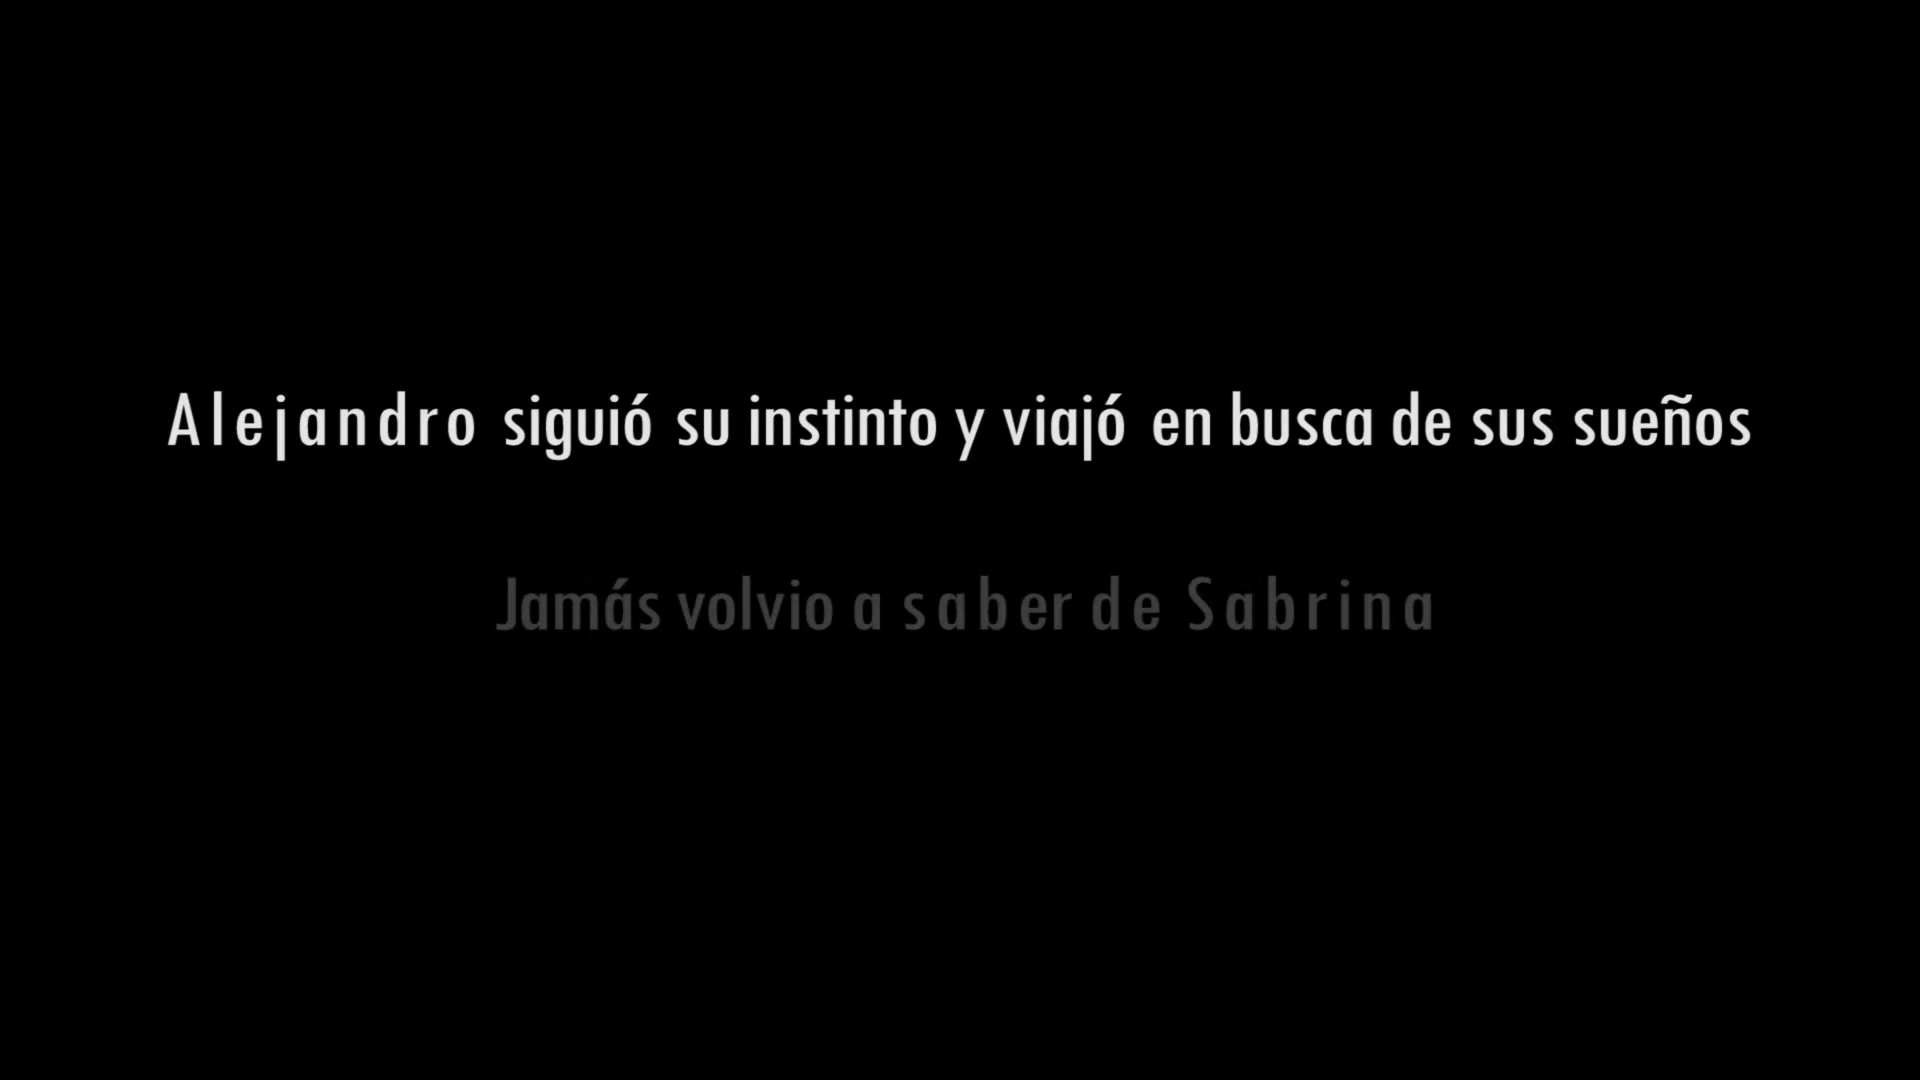 Alejandro siguió su instinto y viajó en busca de sus sueños
Jamás volvio a saber de Sabrina